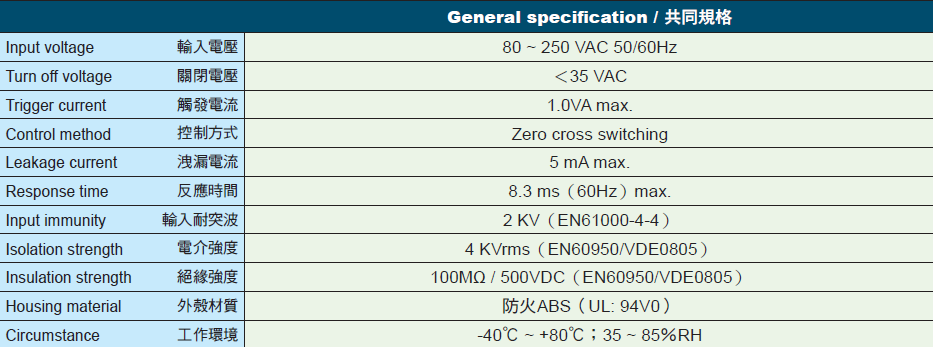 General specification / 共同規格
Input voltage 輸入電壓 80 ~ 250 VAC 50/60Hz
Turn off voltage 關閉電壓 ＜35 VAC
Trigger current 觸發電流 1.0VA max.
Control method 控制方式 Zero cross switching
Leakage current 洩漏電流 5 mA max.
Response time 反應時間 8.3 ms（60Hz）max.
Input immunity 輸入耐突波 2 KV（EN61000-4-4）
Isolation strength 電介強度 4 KVrms（EN60950/VDE0805）
Insulation strength 絕緣強度 100MΩ / 500VDC（EN60950/VDE0805）
Housing material 外殼材質 防火ABS（UL: 94V0）
Circumstance 工作環境 -40℃ ~ +80℃；35 ~ 85%RH